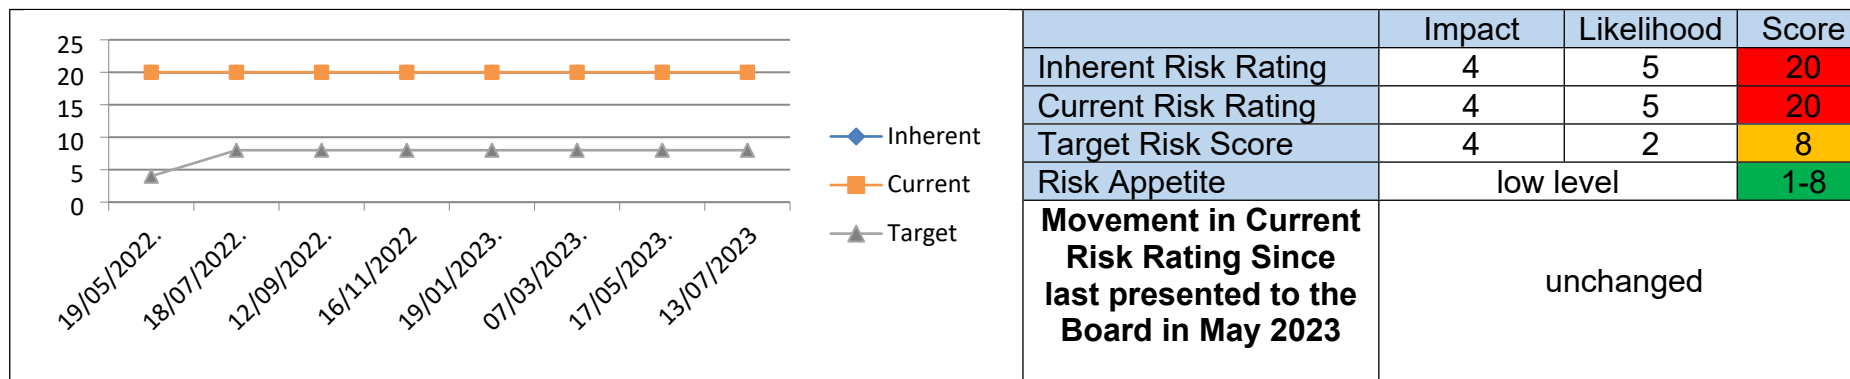 25
20
15
10
5
0
19/05/2022.
18/07/2022.
12/09/2022.
16/11/2022
19/01/2023.
07/03/2023.
17/05/2023.
13/07/2023
Inherent
Current
Target
Impact Likelihood Score
Inherent Risk Rating 4 5 20
Current Risk Rating 4 5 20
Target Risk Score 4 2 8
Risk Appetite low level 1-8
Movement in Current
Risk Rating Since
last presented to the
Board in May 2023
unchanged